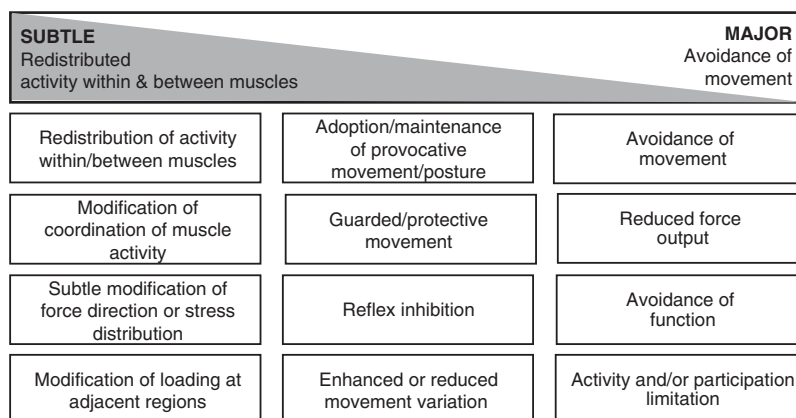 SUBTLE
Redistributed
activity within & between muscles
MAJOR
Avoidance of
movement
Redistribution of activity
within/between muscles
Adoption/maintenance
of provocative
movement/posture
Avoidance of
movement
Modification of
coordination of muscle
activity
Guarded/protective
movement
Reduced force
output
Subtle modification of
force direction or stress
distribution
Reflex inhibition
Avoidance of
function
Modification of loading at
adjacent regions
Enhanced or reduced
movement variation
Activity and/or participation
limitation